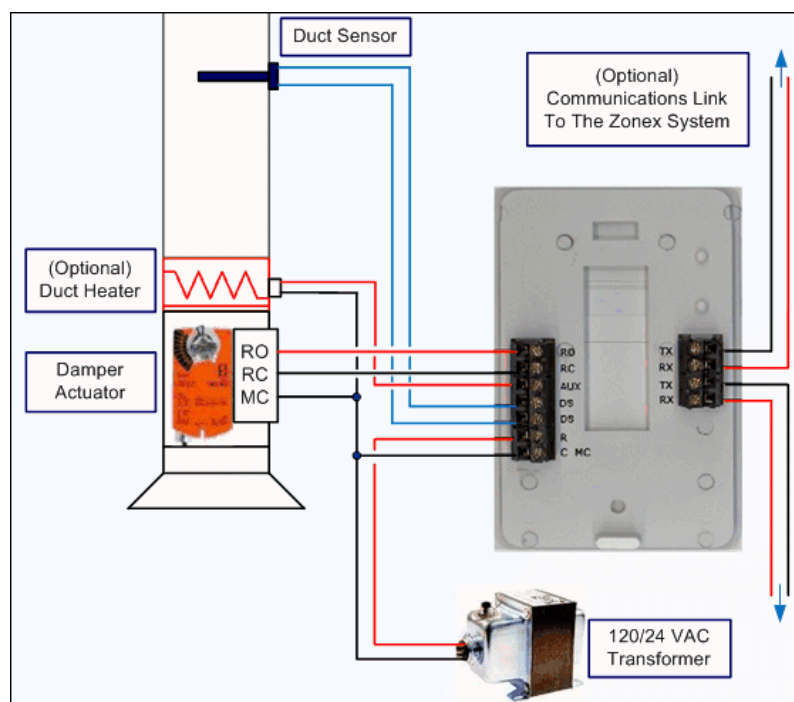 Duct Sensor
(Optional)
Communications Link
To The Zonex System
(Optional)
Duct Heater
Damper
Actuator
RO
RC
MC
RO
RC
AUX
DS
DS
R
C MC
TX
RX
TX
RX
120/24 VAC
Transformer